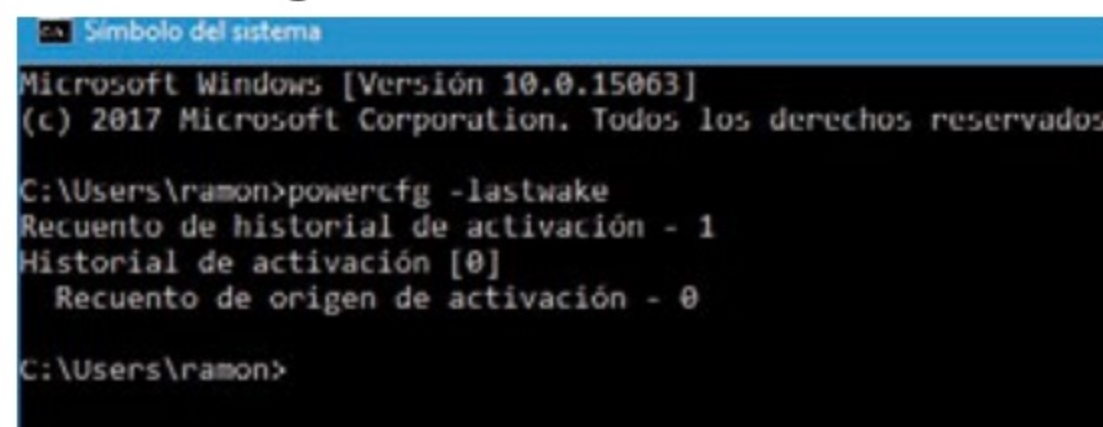 Símbolo del sistema
Microsoft Windows [Versión 10.0.15063]
(c) 2017 Microsoft Corporation. Todos los derechos reservados
C:\Users\ramon>powercfg -lastwake
Recuento de historial de activación - 1
Historial de activación [0]
  Recuento de origen de activación - 0
C:\Users\ramon>